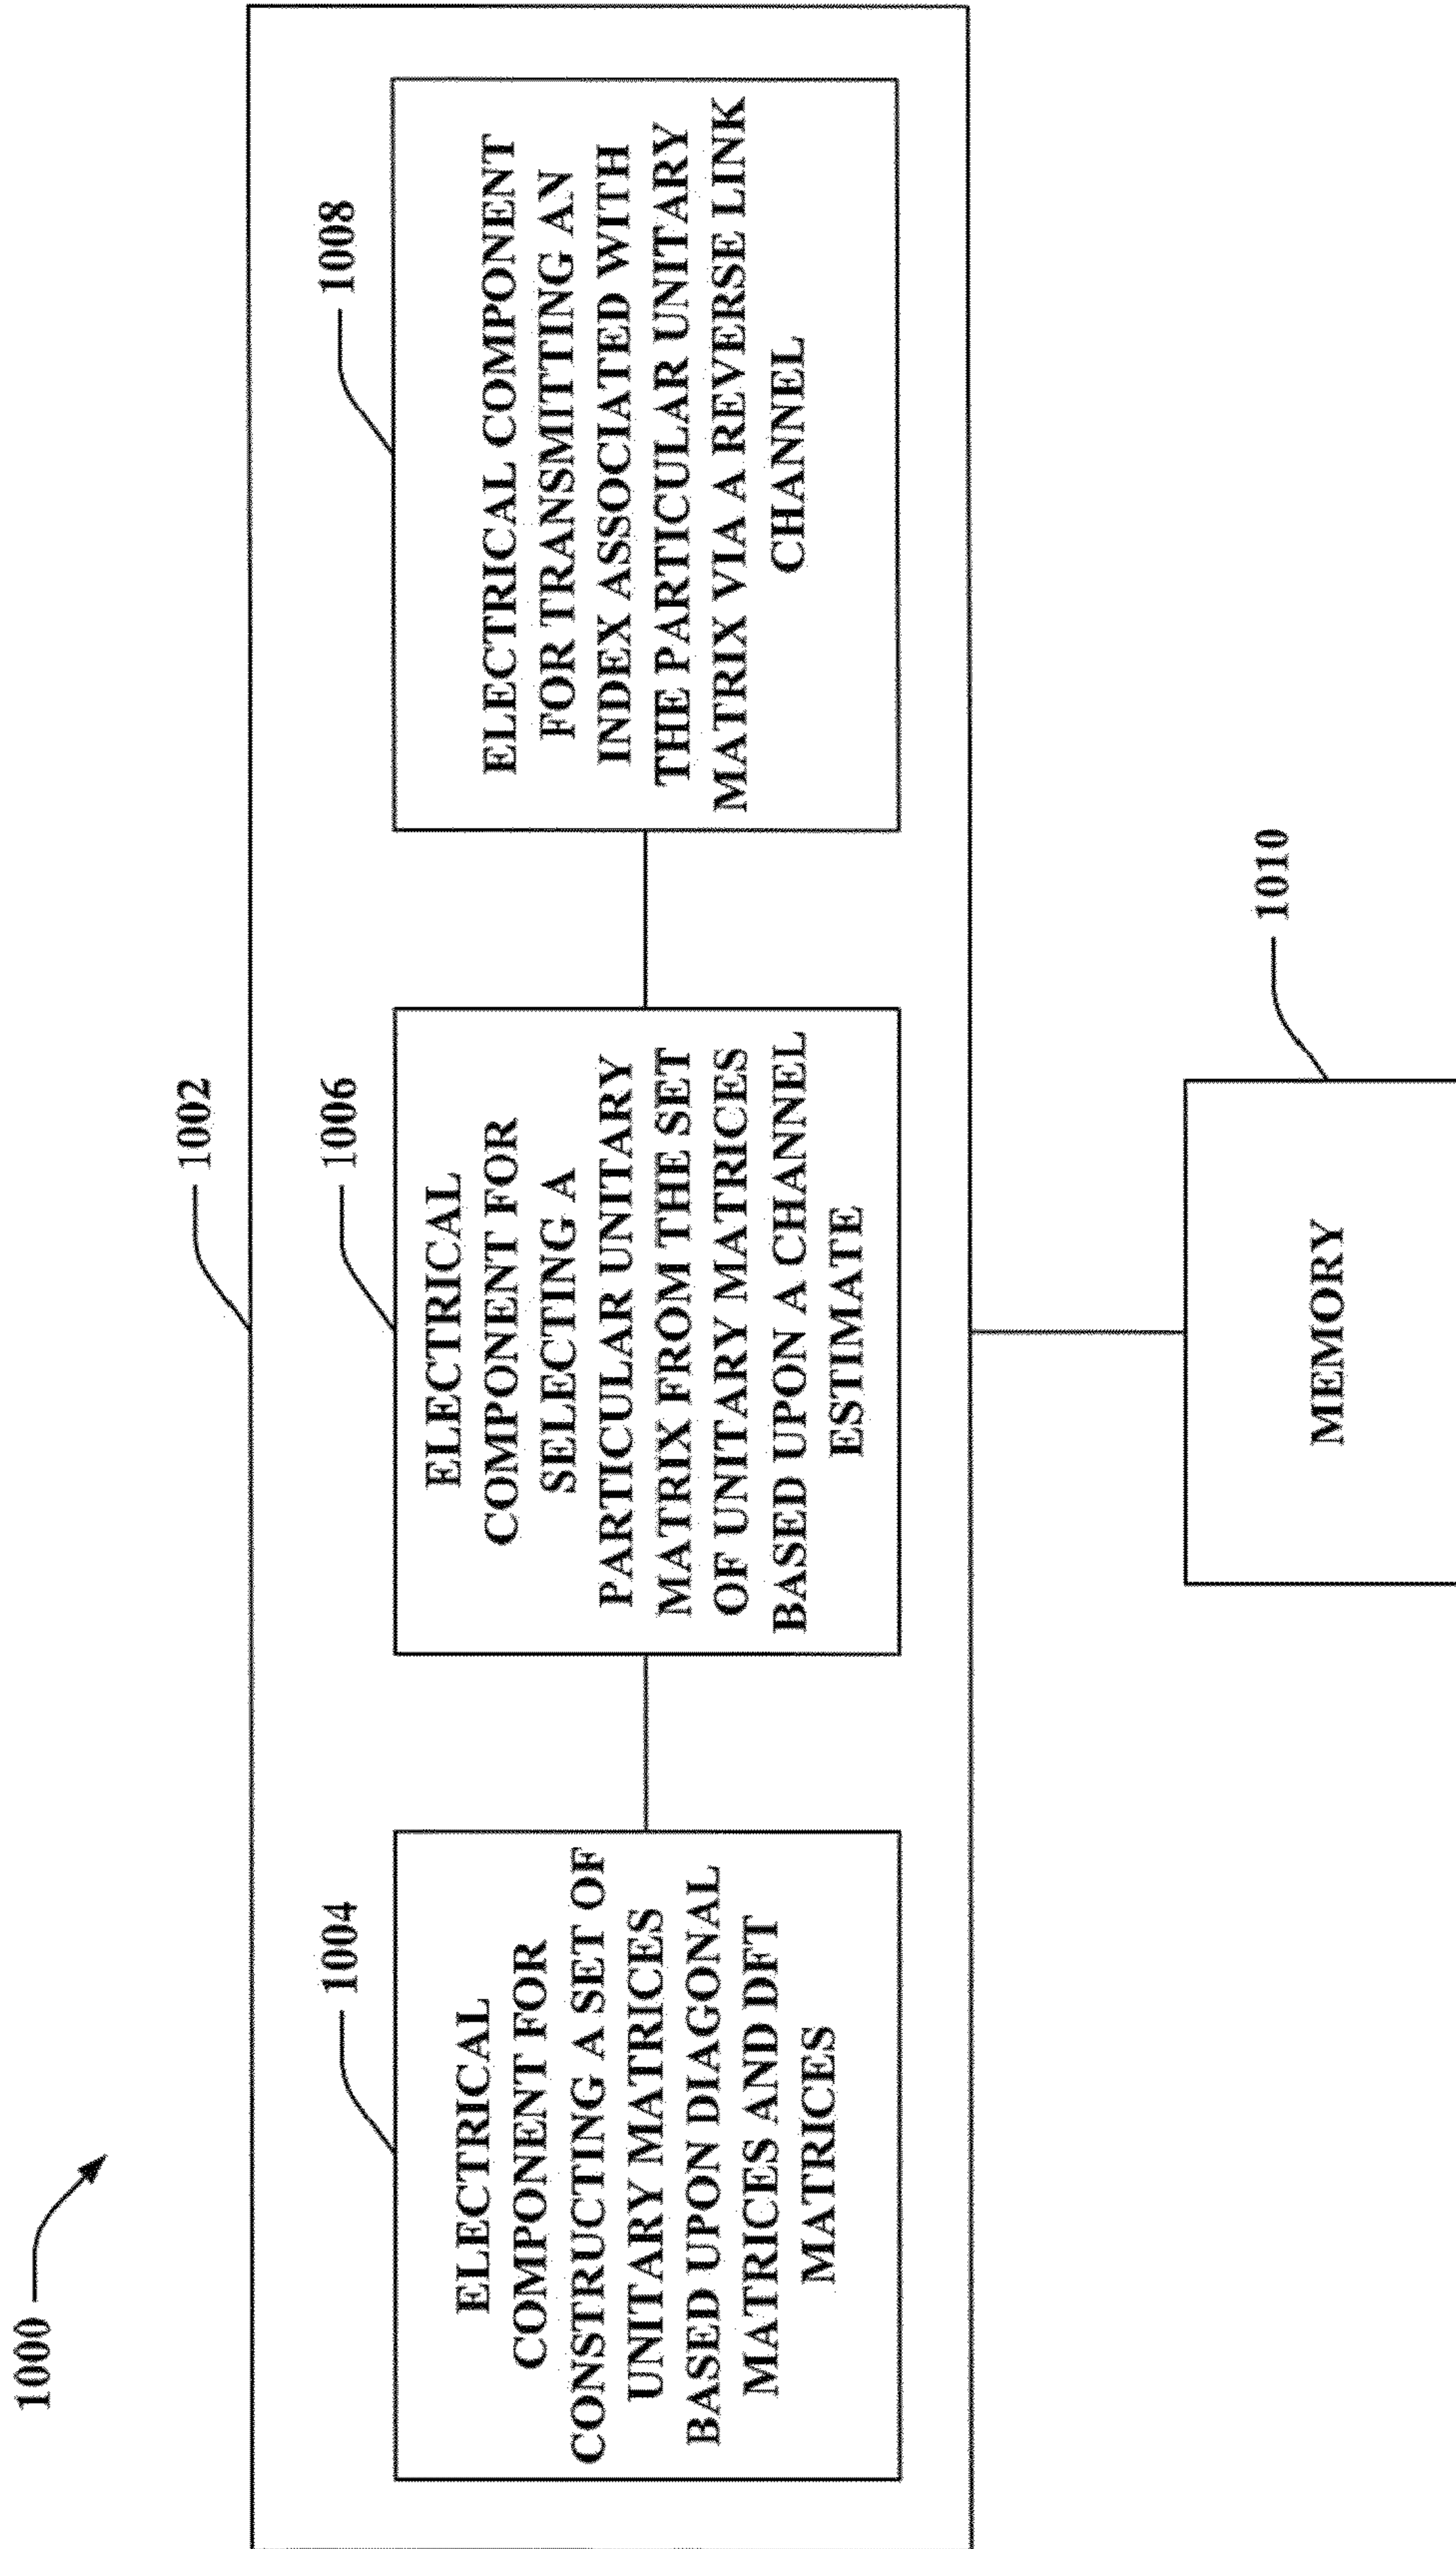 1000
1002
1004
ELECTRICAL
COMPONENT FOR
CONSTRUCTING A SET OF
UNITARY MATRICES
BASED UPON DIAGONAL
MATRICES AND DFT
MATRICES
1006
ELECTRICAL
COMPONENT FOR
SELECTING A
PARTICULAR UNITARY
MATRIX FROM THE SET
OF UNITARY MATRICES
BASED UPON A CHANNEL
ESTIMATE
1008
ELECTRICAL COMPONENT
FOR TRANSMITTING AN
INDEX ASSOCIATED WITH
THE PARTICULAR UNITARY
MATRIX VIA A REVERSE LINK
CHANNEL
1010
MEMORY